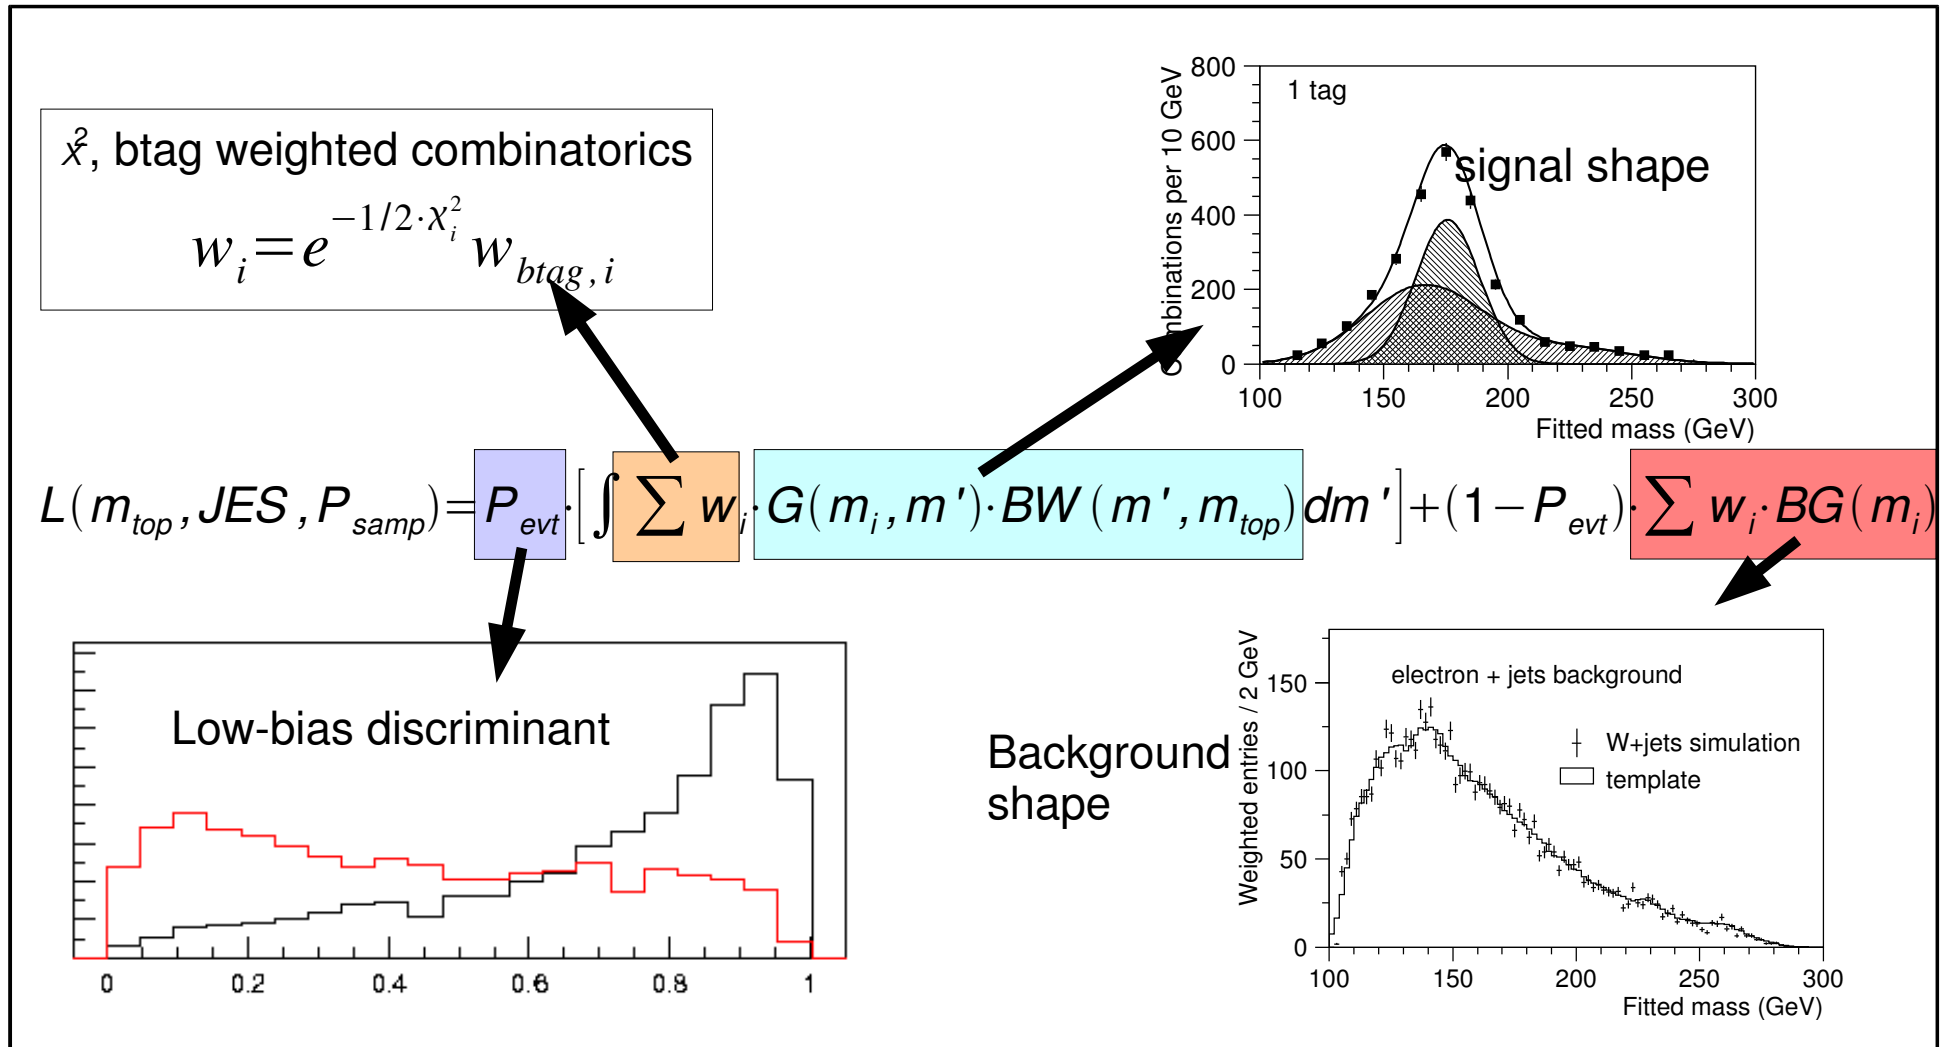 χ², btag weighted combinatorics
w_i = e^{-1/2·χ_i^2} w_{btag,i}
800
600
400
200
0
Combinations per 10 GeV
1 tag
signal shape
100 150 200 250 300
Fitted mass (GeV)
L(m_top, JES, P_samp) = P_evt · [∫ ∑ w_i · G(m_i, m') · BW(m', m_top) dm'] + (1 − P_evt) · ∑ w_i · BG(m_i)
Low-bias discriminant
0 0.2 0.4 0.6 0.8 1
Background
shape
Weighted entries / 2 GeV
150
100
50
0
electron + jets background
W+jets simulation
template
100 150 200 250 300
Fitted mass (GeV)